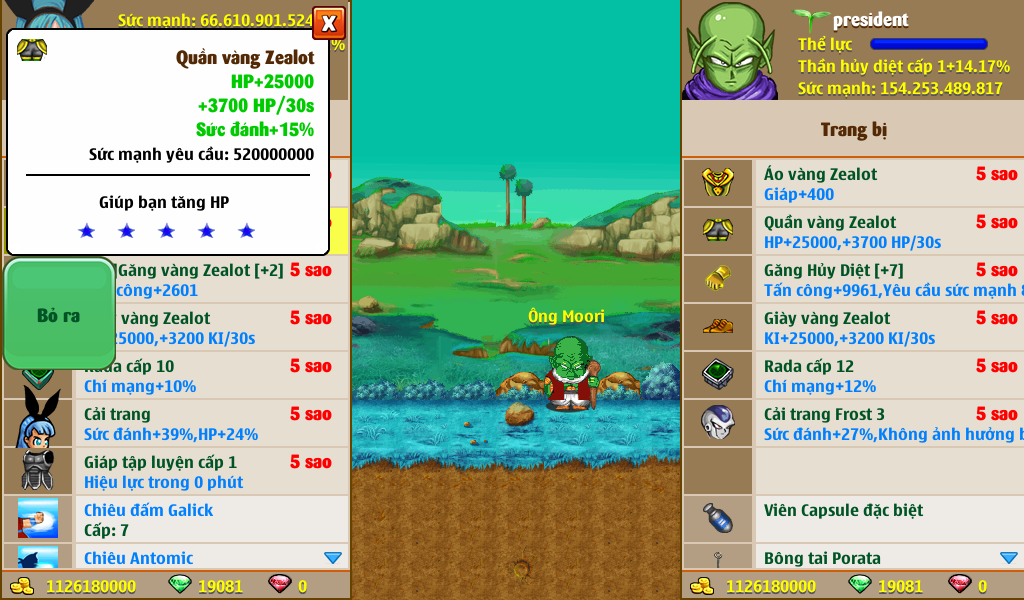 Sức mạnh: 66.610.901.524
%
X
Quần vàng Zealot
HP+25000
+3700 HP/30s
Sức đánh+15%
Sức mạnh yêu cầu: 520000000
Giúp bạn tăng HP
Găng vàng Zealot [+2] 5 sao
công+2601
Bỏ ra
vàng Zealot 5 sao
5000,+3200 KI/30s
Rada cấp 10 5 sao
Chí mạng+10%
Cải trang 5 sao
Sức đánh+39%,HP+24%
Giáp tập luyện cấp 1 5 sao
Hiệu lực trong 0 phút
Chiêu đấm Galick
Cấp: 7
Chiêu Antomic
1126180000 19081 0
Ông Moori
president
Thể lực
Thần hủy diệt cấp 1+14.17%
Sức mạnh: 154.253.489.817
Trang bị
Áo vàng Zealot 5 sao
Giáp+400
Quần vàng Zealot 5 sao
HP+25000,+3700 HP/30s
Găng Hủy Diệt [+7] 5 sao
Tấn công+9961,Yêu cầu sức mạnh 8
Giày vàng Zealot 5 sao
KI+25000,+3200 KI/30s
Rada cấp 12 5 sao
Chí mạng+12%
Cải trang Frost 3 5 sao
Sức đánh+27%,Không ảnh hưởng b
Viên Capsule đặc biệt
Bông tai Porata
1126180000 19081 0